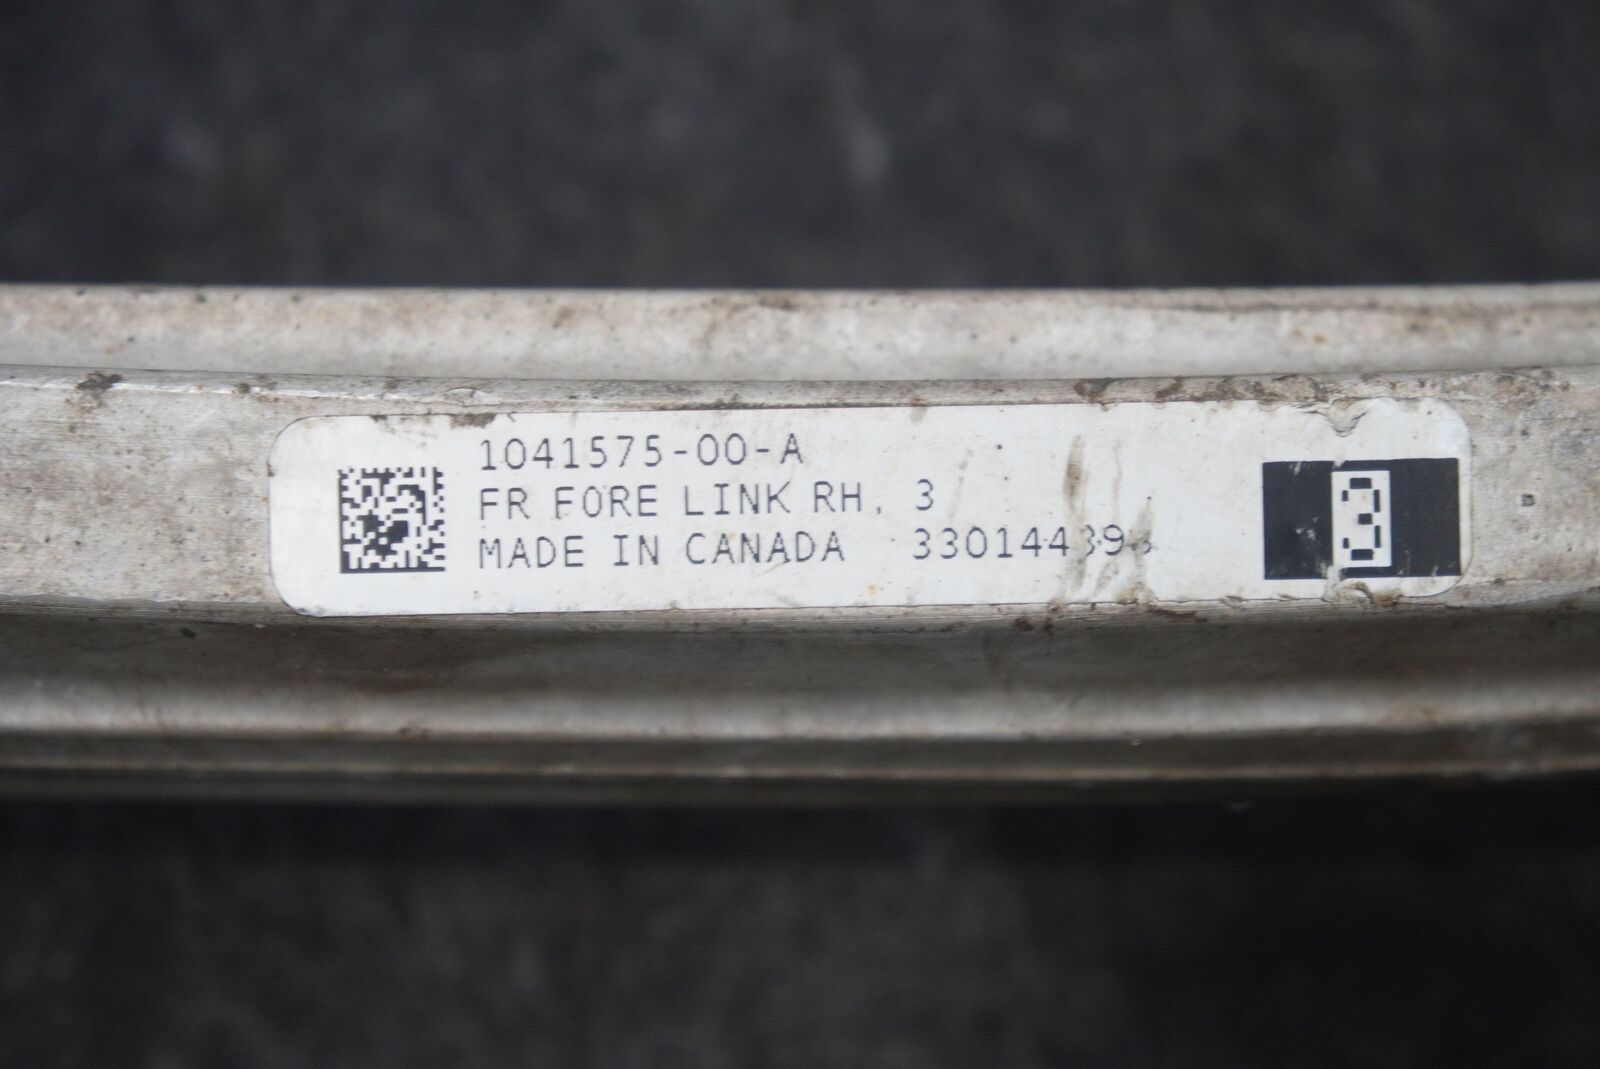 1041575-00-A
FR FORE LINK RH, 3
MADE IN CANADA
3